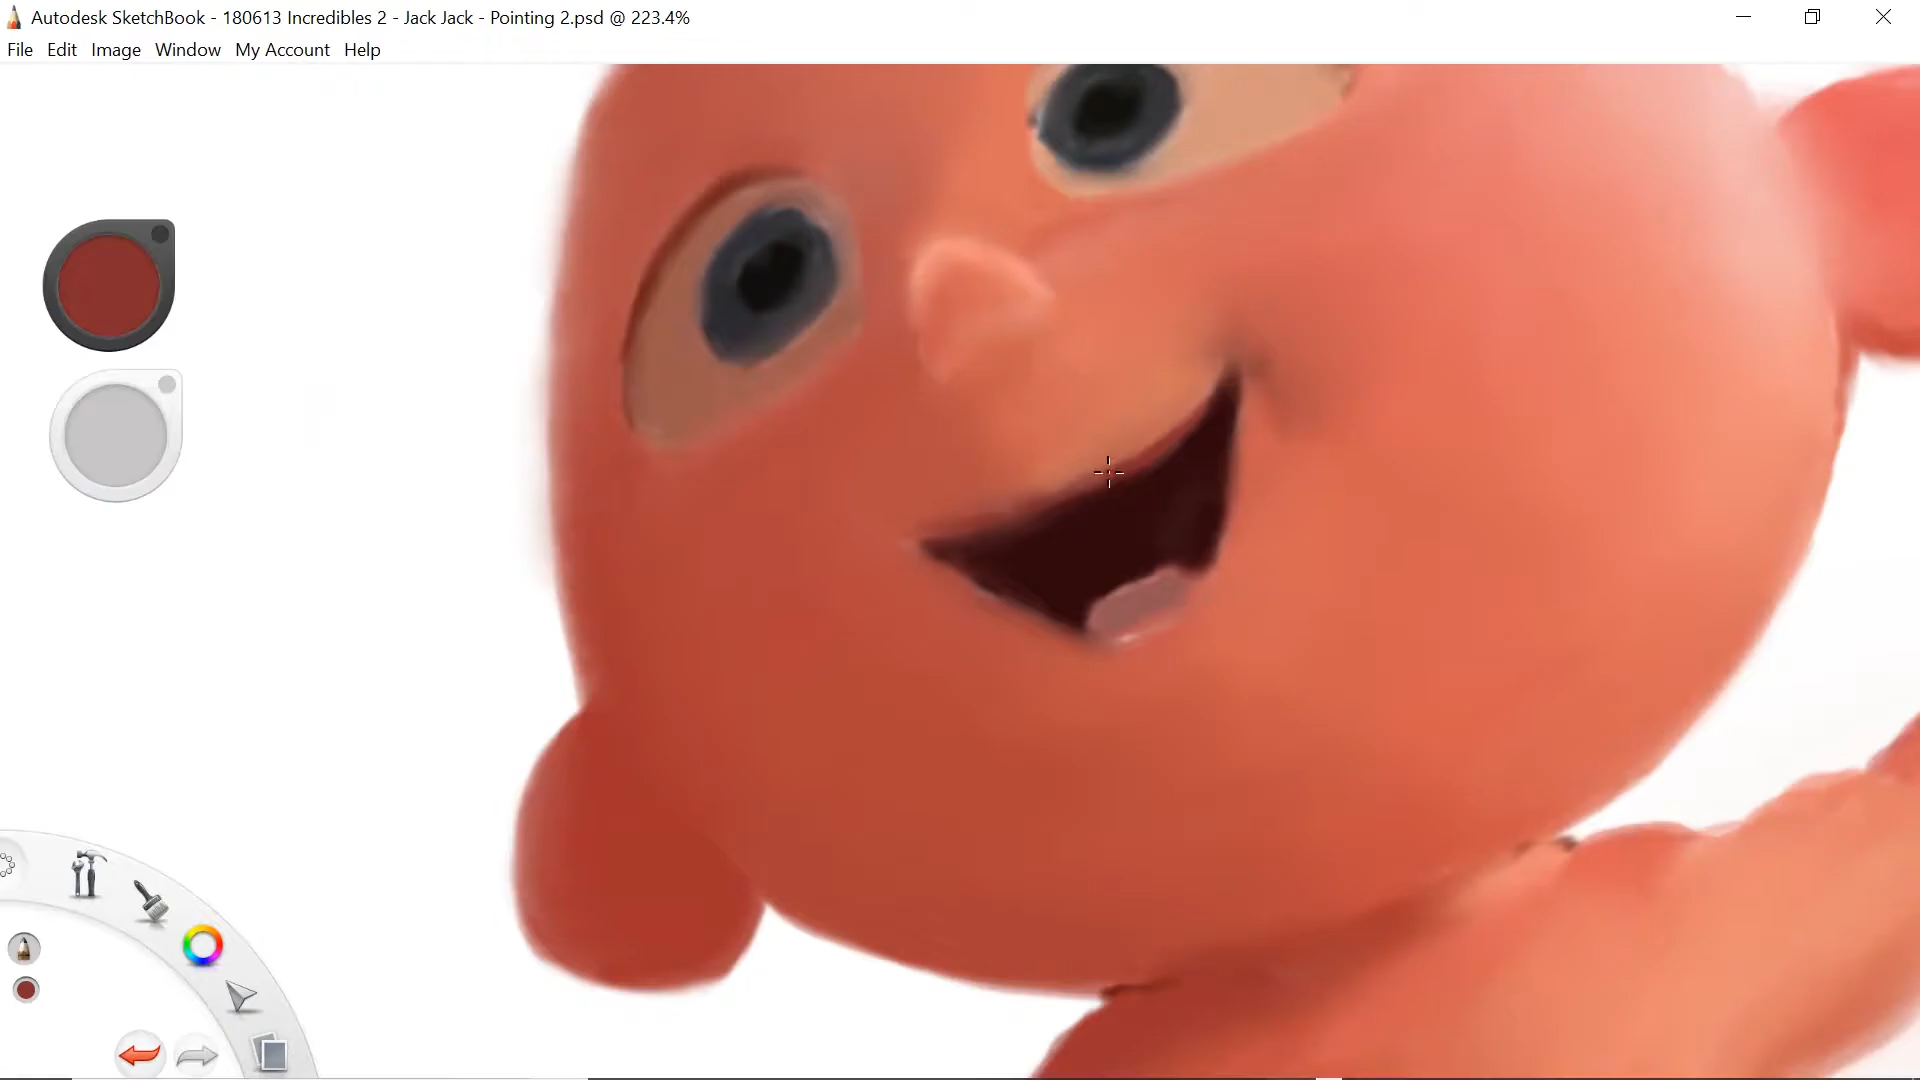 Autodesk SketchBook - 180613 Incredibles 2 - Jack Jack - Pointing 2.psd @ 223.4%
File Edit Image Window My Account Help